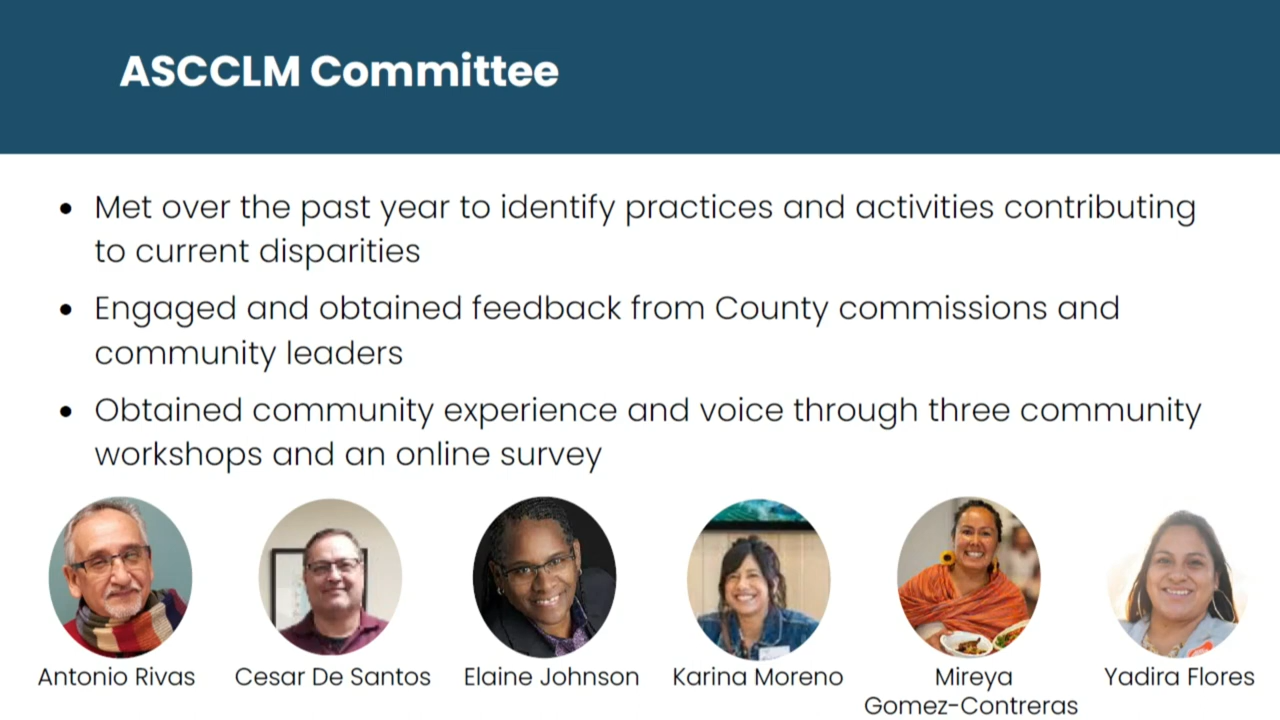 ASCCLM Committee
• Met over the past year to identify practices and activities contributing
to current disparities
• Engaged and obtained feedback from County commissions and
community leaders
• Obtained community experience and voice through three community
workshops and an online survey
Antonio Rivas
Cesar De Santos
Elaine Johnson
Karina Moreno
Mireya
Gomez-Contreras
Yadira Flores